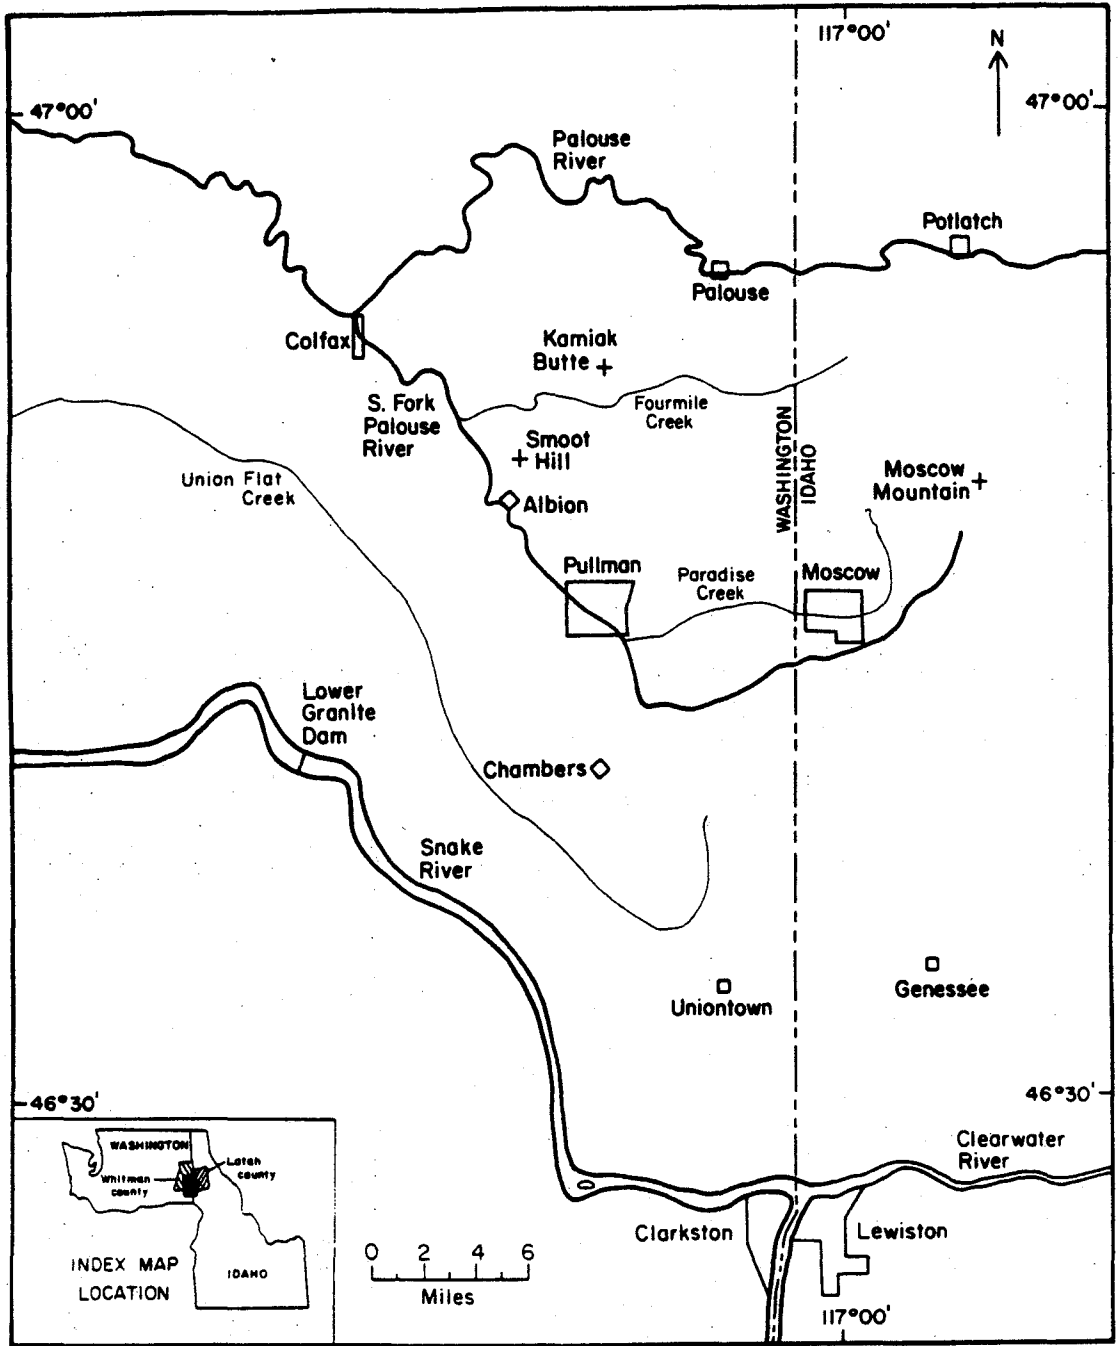 117°00'
N
47°00'
47°00'
Palouse
River
Potlatch
Palouse
Colfax
Kamiak
Butte
S. Fork
Palouse
River
Fourmile
Creek
WASHINGTON
IDAHO
Smoot
Hill
Union Flat
Creek
Moscow
Mountain
Albion
Pullman
Paradise
Creek
Moscow
Lower
Granite
Dam
Chambers
Snake
River
Uniontown
Genessee
46°30'
46°30'
WASHINGTON
Whitman
county
Latah
county
INDEX MAP
LOCATION
IDAHO
0 2 4 6
Miles
Clearwater
River
Clarkston
Lewiston
117°00'